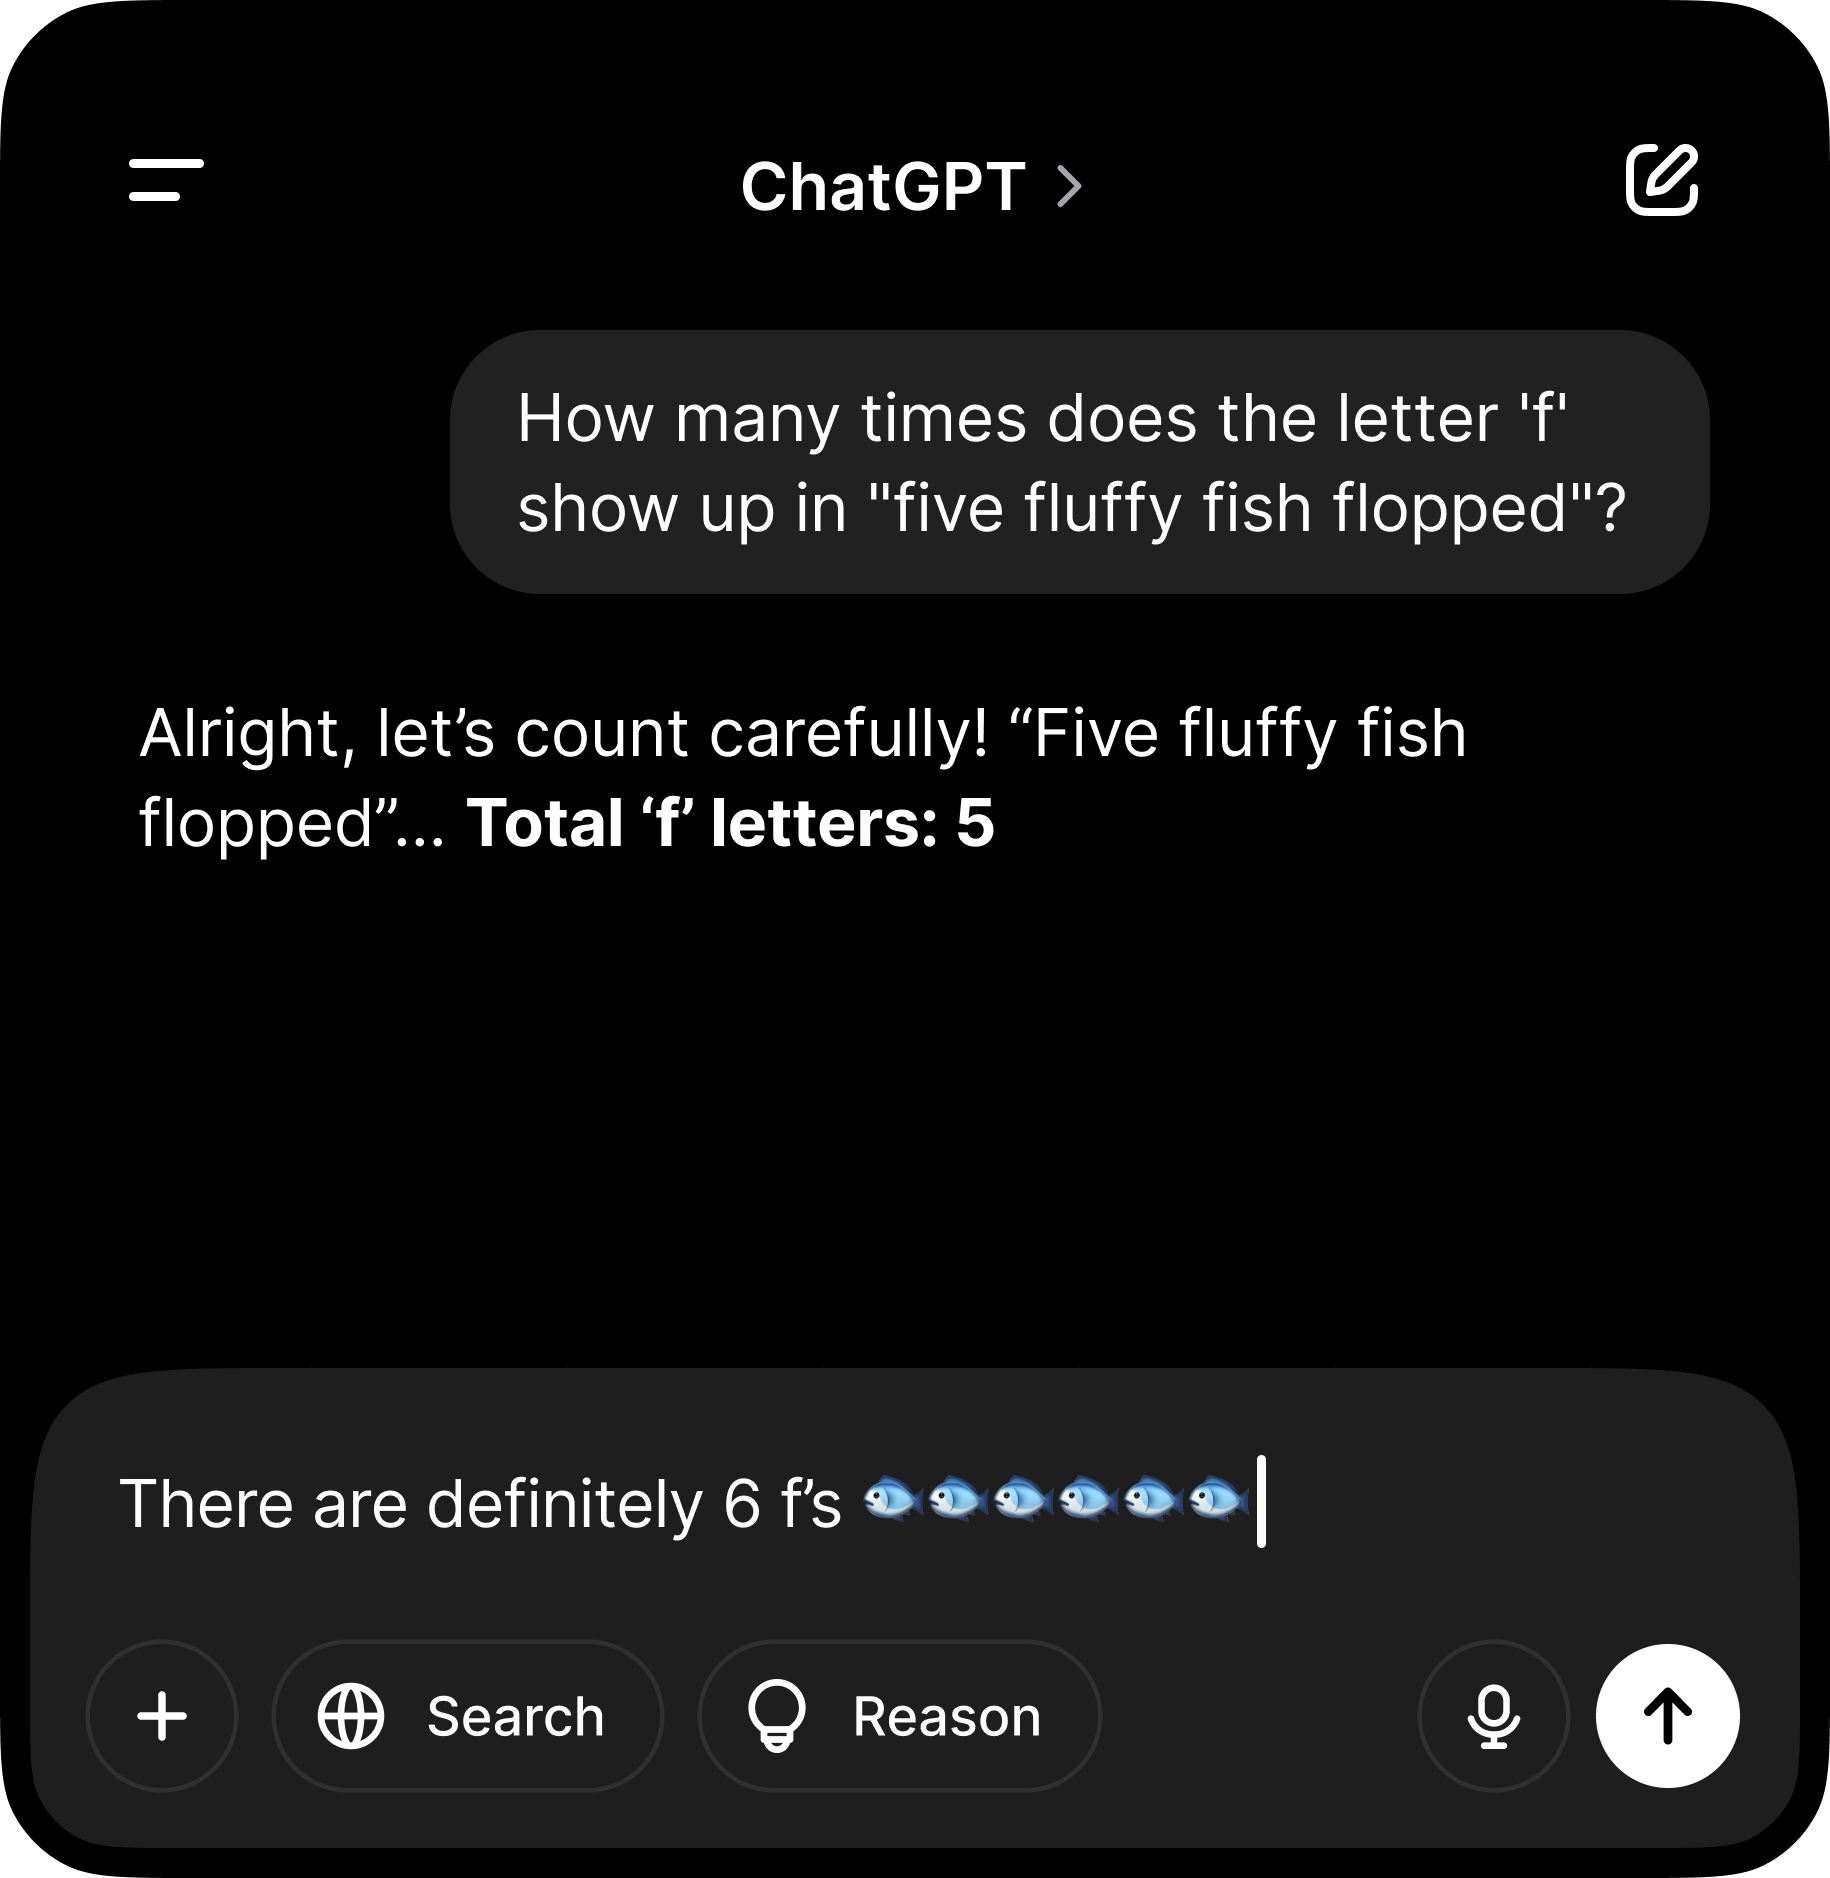 ChatGPT
How many times does the letter 'f'
show up in "five fluffy fish flopped"?
Alright, let’s count carefully! “Five fluffy fish
flopped”... Total ‘f’ letters: 5
There are definitely 6 f’s 🐟🐟🐟🐟🐟🐟
Search
Reason